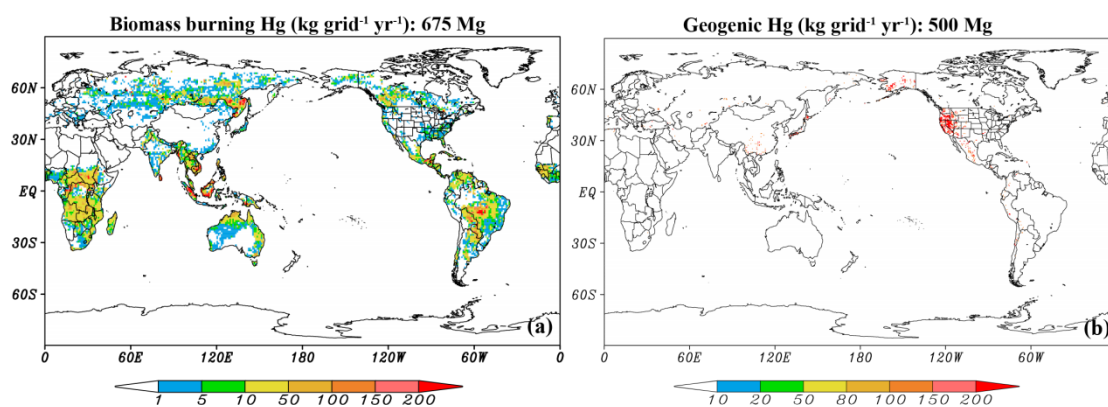 Biomass burning Hg (kg grid⁻¹ yr⁻¹): 675 Mg
60N
30N
EQ
30S
60S
(a)
0 60E 120E 180 120W 60W 0
1 5 10 50 100 150 200
Geogenic Hg (kg grid⁻¹ yr⁻¹): 500 Mg
60N
30N
EQ
30S
60S
(b)
0 60E 120E 180 120W 60W
10 20 50 80 100 150 200